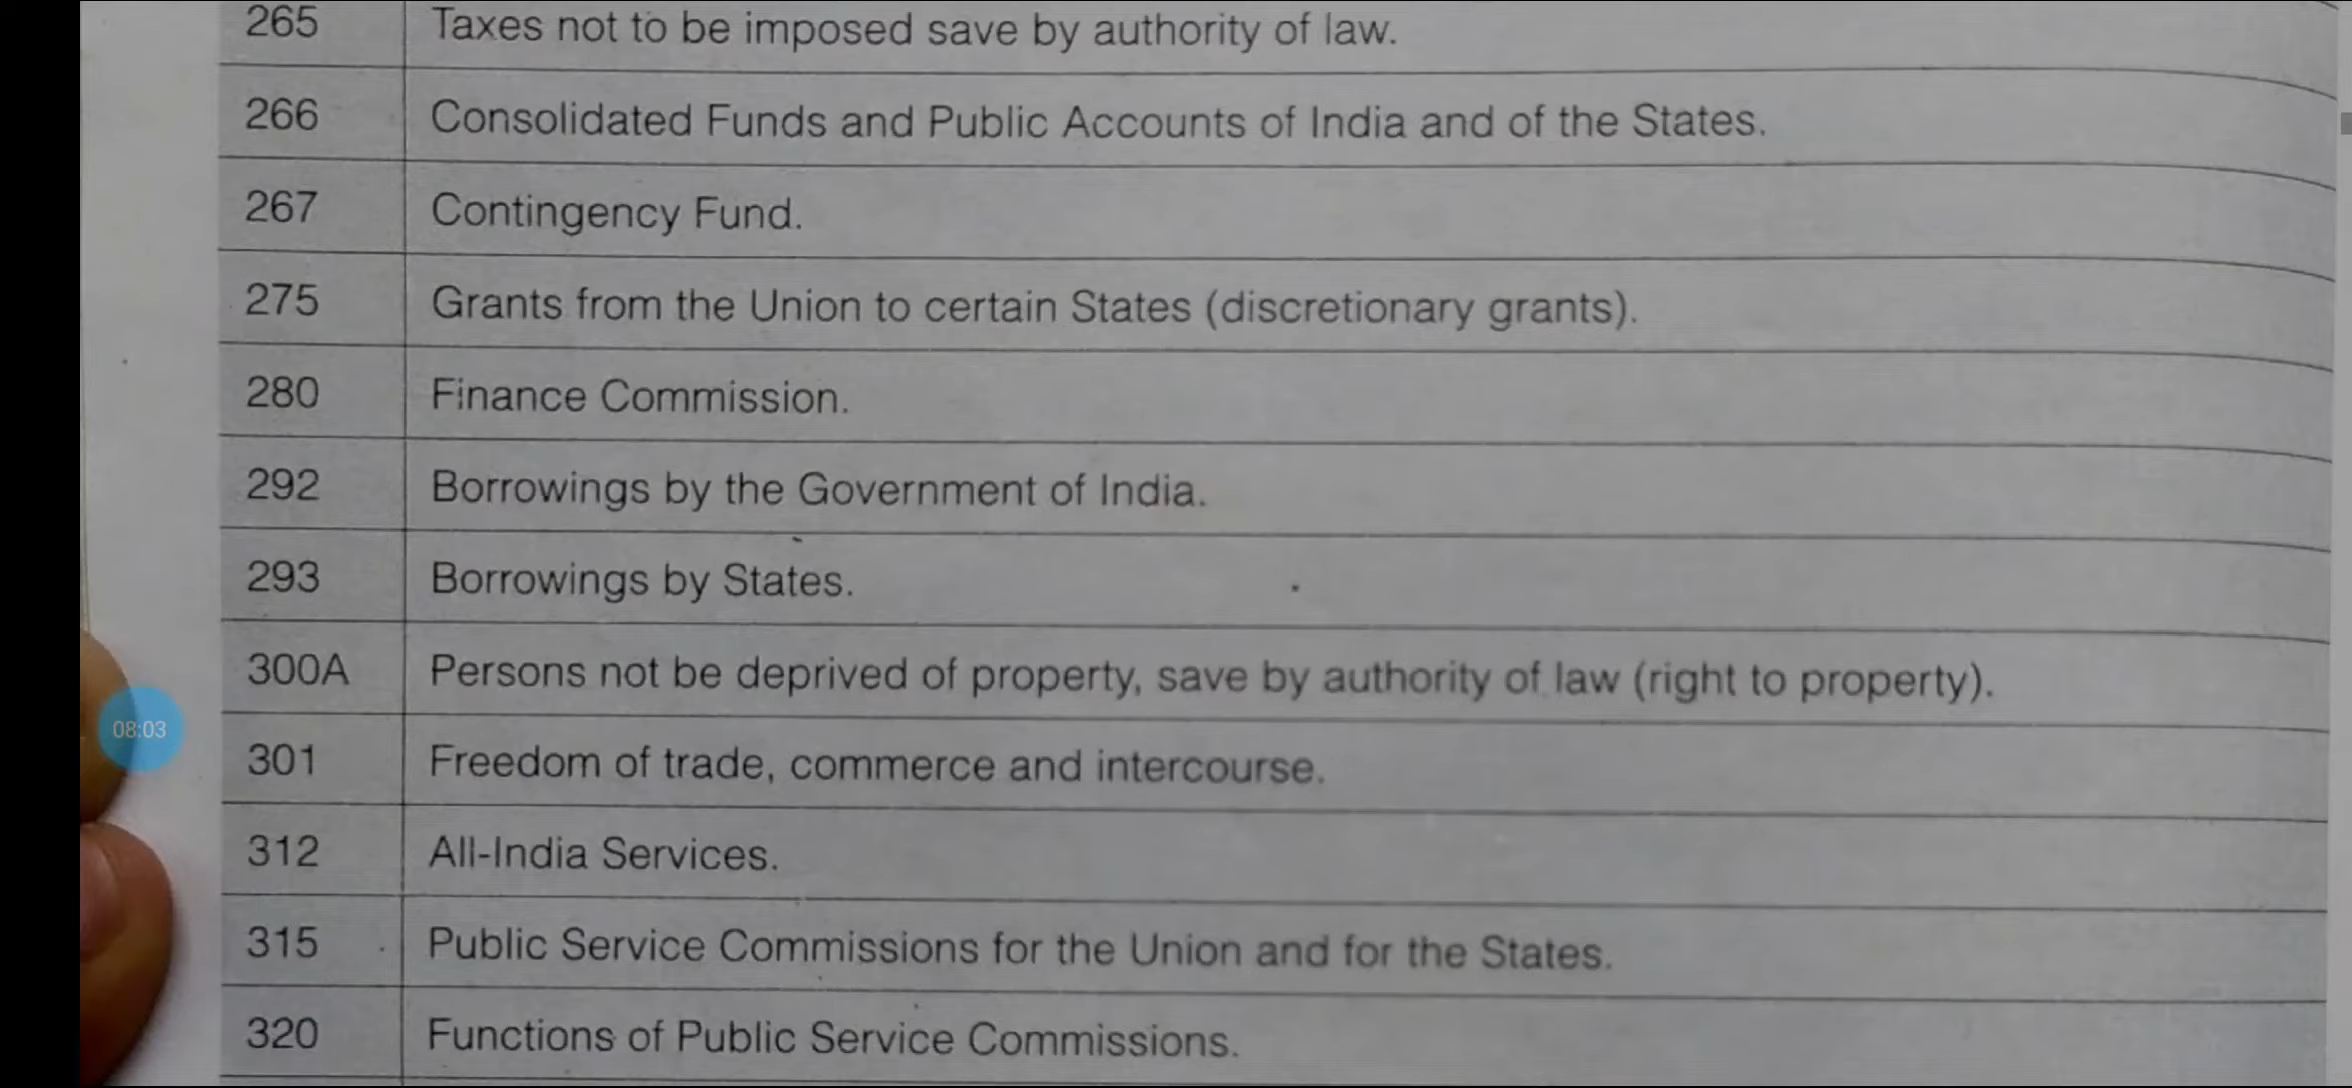 265 Taxes not to be imposed save by authority of law.
266 Consolidated Funds and Public Accounts of India and of the States.
267 Contingency Fund.
275 Grants from the Union to certain States (discretionary grants).
280 Finance Commission.
292 Borrowings by the Government of India.
293 Borrowings by States.
300A Persons not be deprived of property, save by authority of law (right to property).
08:03
301 Freedom of trade, commerce and intercourse.
312 All-India Services.
315 Public Service Commissions for the Union and for the States.
320 Functions of Public Service Commissions.